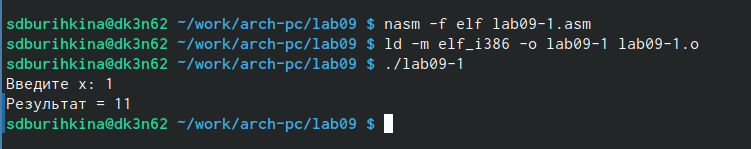 sdburihkina@dk3n62 ~/work/arch-pc/lab09 $ nasm -f elf lab09-1.asm
sdburihkina@dk3n62 ~/work/arch-pc/lab09 $ ld -m elf_i386 -o lab09-1 lab09-1.o
sdburihkina@dk3n62 ~/work/arch-pc/lab09 $ ./lab09-1
Введите x: 1
Результат = 11
sdburihkina@dk3n62 ~/work/arch-pc/lab09 $